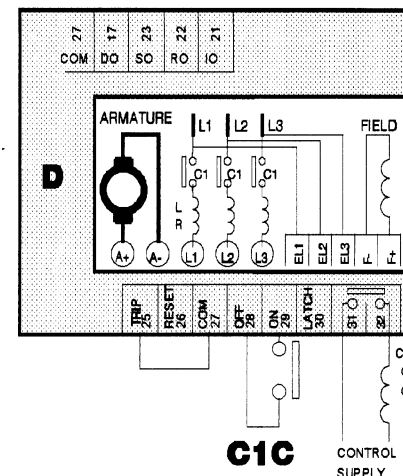 27 17 23 22 21
COM DO SO RO IO
ARMATURE L1 L2 L3 FIELD
D
C1 C1 C1
L
R
A+ A- L1 L2 L3 EL1 EL2 EL3 F- F+
TRIP RESET COM OFF ON LATCH
25 26 27 28 29 30 31 32
C
C1C
CONTROL
SUPPLY